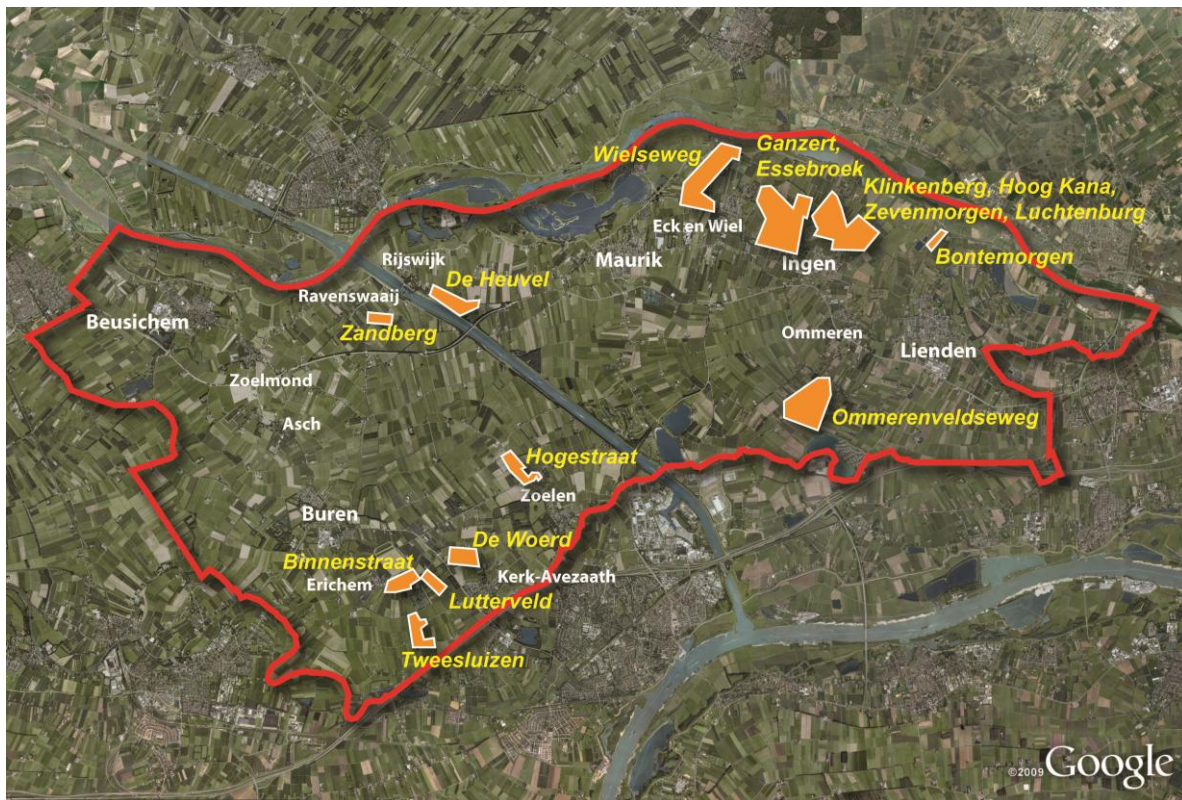 Wielseweg
Ganzert,
Essebroek
Klinkenberg, Hoog Kana,
Zevenmorgen, Luchtenburg
Eck en Wiel
Bontemorgen
Ingen
Maurik
Rijswijk
De Heuvel
Ravenswaaij
Zandberg
Beusichem
Ommeren
Lienden
Zoelmond
Asch
Ommerenveldseweg
Hogestraat
Zoelen
Buren
De Woerd
Binnenstraat
Erichem
Kerk-Avezaath
Lutterveld
Tweesluizen
©2009 Google